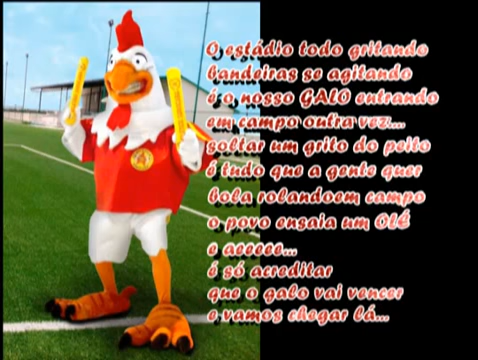 O estádio todo gritando
bandeiras se agitando
é o nosso GALO entrando
em campo outra vez...
soltar um grito do peito
é tudo que a gente quer
bola rolandoem campo
o povo ensaia um OLÉ
e aeeeee...
é só acreditar
que o galo vai vencer
e vamos chegar lá...